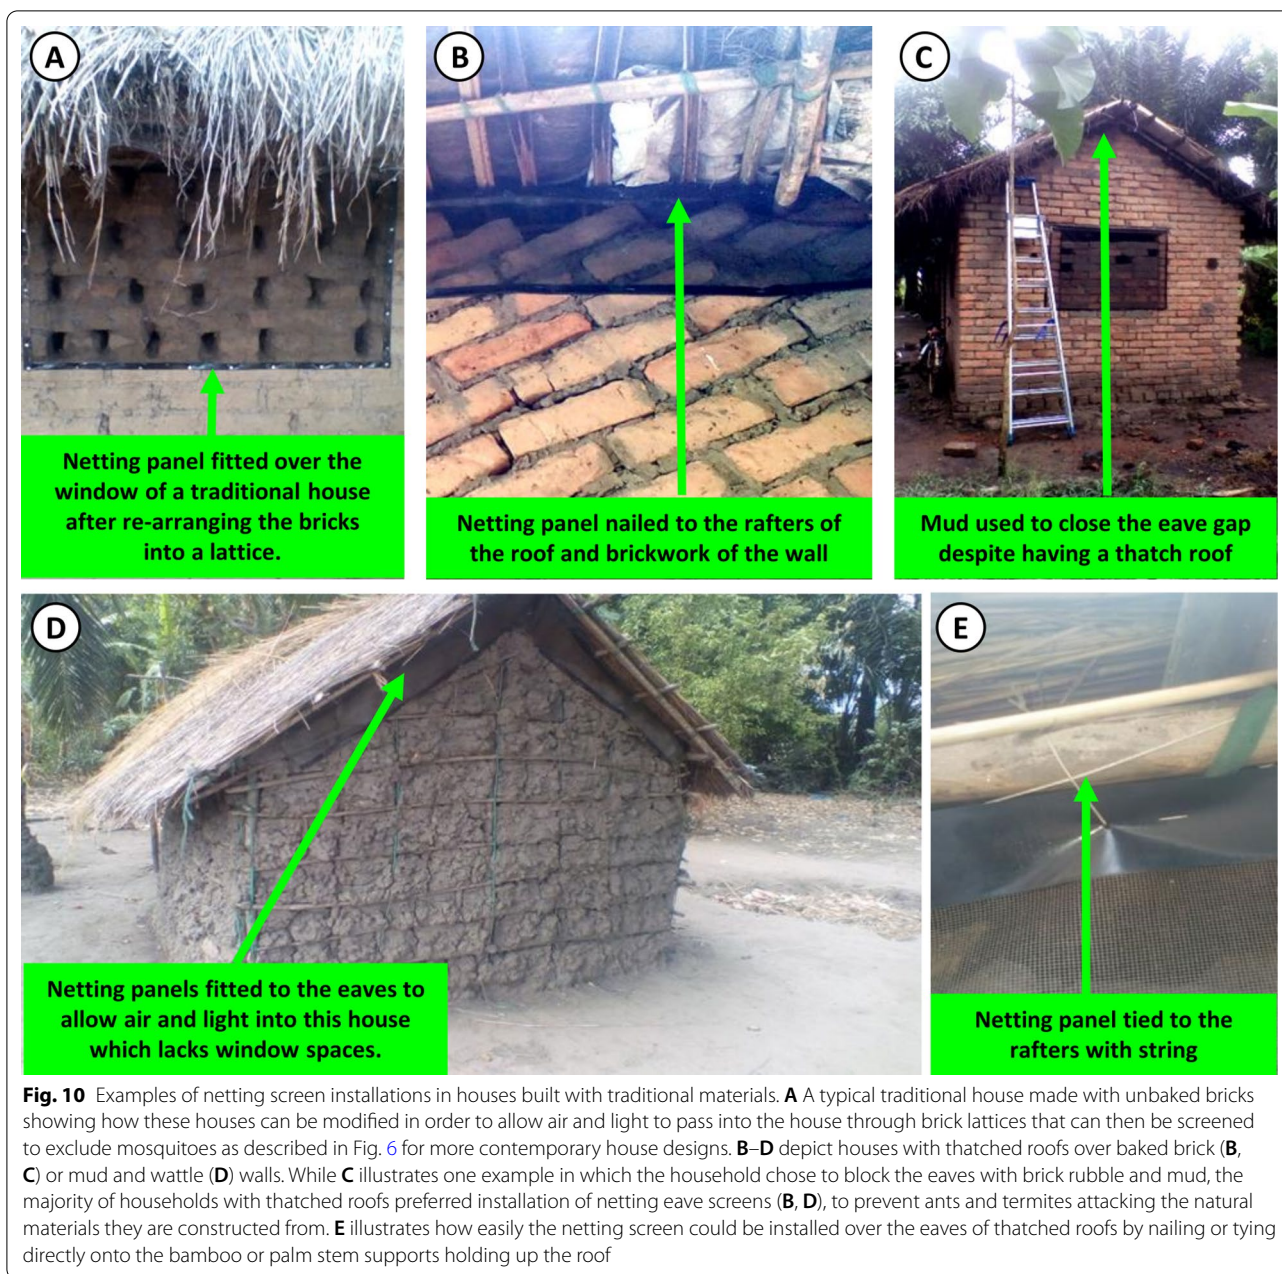 A
B
C
Netting panel fitted over the
window of a traditional house
after re-arranging the bricks
into a lattice.
Netting panel nailed to the rafters of
the roof and brickwork of the wall
Mud used to close the eave gap
despite having a thatch roof
D
E
Netting panels fitted to the eaves to
allow air and light into this house
which lacks window spaces.
Netting panel tied to the
rafters with string
Fig. 10 Examples of netting screen installations in houses built with traditional materials. A A typical traditional house made with unbaked bricks
showing how these houses can be modified in order to allow air and light to pass into the house through brick lattices that can then be screened
to exclude mosquitoes as described in Fig. 6 for more contemporary house designs. B–D depict houses with thatched roofs over baked brick (B,
C) or mud and wattle (D) walls. While C illustrates one example in which the household chose to block the eaves with brick rubble and mud, the
majority of households with thatched roofs preferred installation of netting eave screens (B, D), to prevent ants and termites attacking the natural
materials they are constructed from. E illustrates how easily the netting screen could be installed over the eaves of thatched roofs by nailing or tying
directly onto the bamboo or palm stem supports holding up the roof